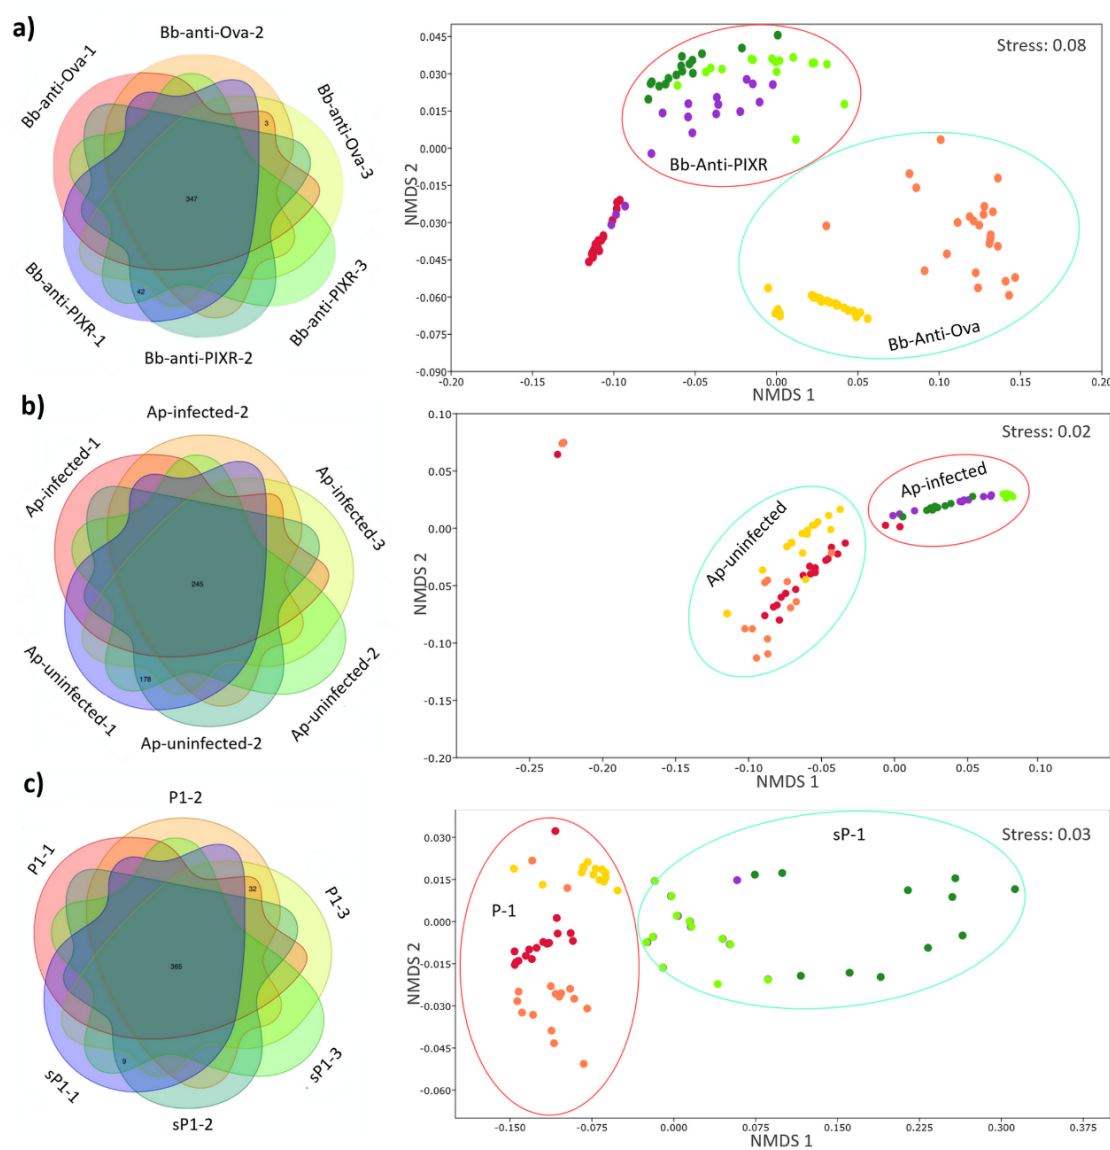 a)
Bb-anti-Ova-1
Bb-anti-Ova-2
Bb-anti-Ova-3
Bb-anti-PIXR-1
Bb-anti-PIXR-2
Bb-anti-PIXR-3
3
347
42
Stress: 0.08
Bb-Anti-PIXR
Bb-Anti-Ova
NMDS 2
0.045
0.030
0.015
0.000
-0.015
-0.030
-0.045
-0.060
-0.075
-0.090
-0.20
-0.15
-0.10
-0.05
0.00
0.05
0.10
0.15
0.20
NMDS 1
b)
Ap-infected-1
Ap-infected-2
Ap-infected-3
Ap-uninfected-1
Ap-uninfected-2
Ap-uninfected-2
245
178
Stress: 0.02
Ap-infected
Ap-uninfected
NMDS 2
0.10
0.05
0.00
-0.05
-0.10
-0.15
-0.20
-0.25
-0.20
-0.15
-0.10
-0.05
0.00
0.05
0.10
NMDS 1
c)
P1-1
P1-2
P1-3
sP1-1
sP1-2
sP1-3
32
365
9
Stress: 0.03
P-1
sP-1
NMDS 2
0.030
0.015
0.000
-0.015
-0.030
-0.045
-0.060
-0.150
-0.075
0.000
0.075
0.150
0.225
0.300
0.375
NMDS 1